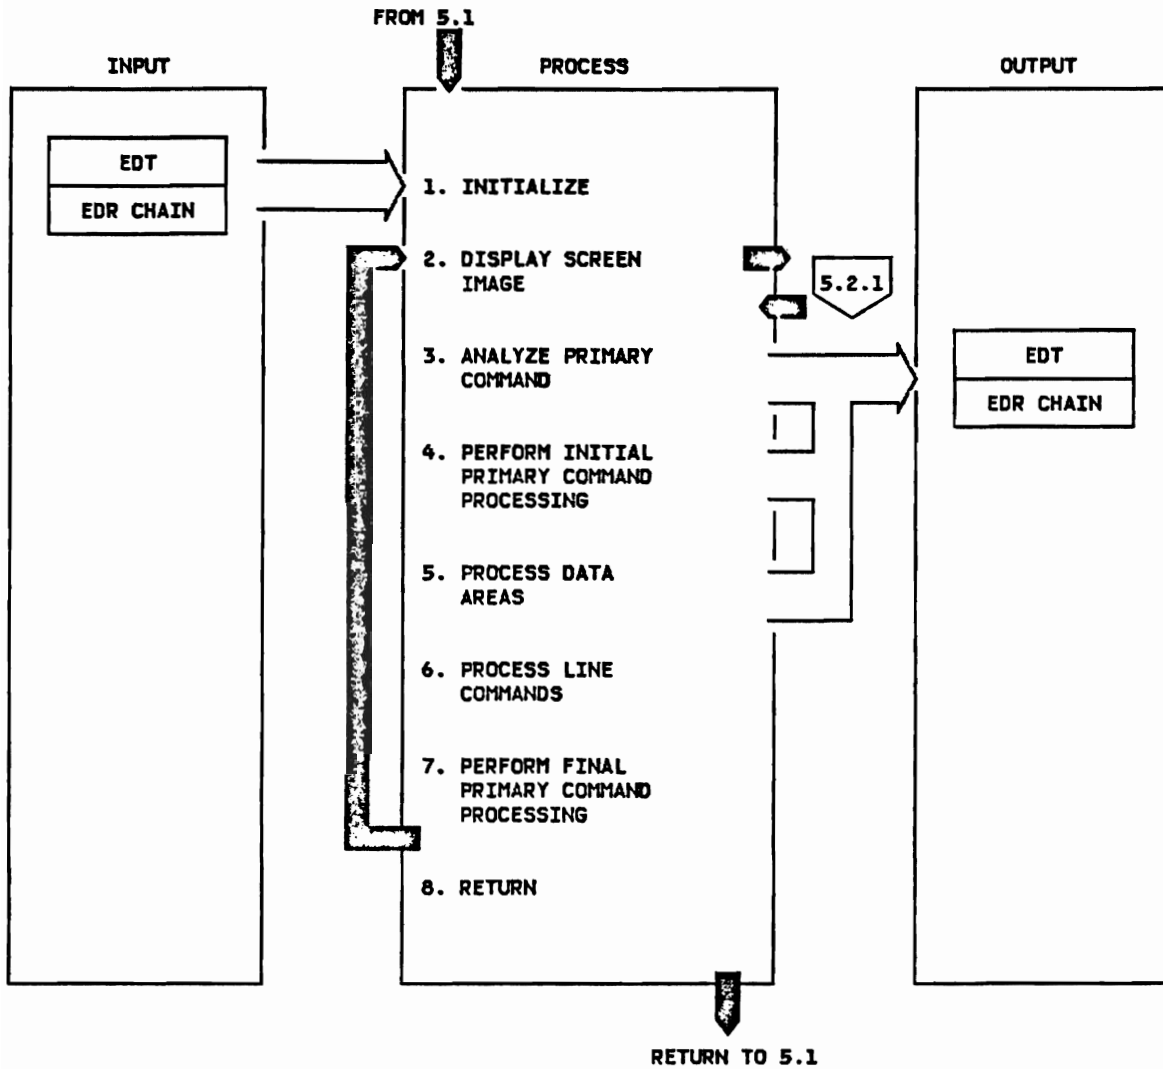 FROM 5.1
INPUT
PROCESS
OUTPUT
EDT
EDR CHAIN
1. INITIALIZE
2. DISPLAY SCREEN
IMAGE
5.2.1
3. ANALYZE PRIMARY
COMMAND
EDT
EDR CHAIN
4. PERFORM INITIAL
PRIMARY COMMAND
PROCESSING
5. PROCESS DATA
AREAS
6. PROCESS LINE
COMMANDS
7. PERFORM FINAL
PRIMARY COMMAND
PROCESSING
8. RETURN
RETURN TO 5.1